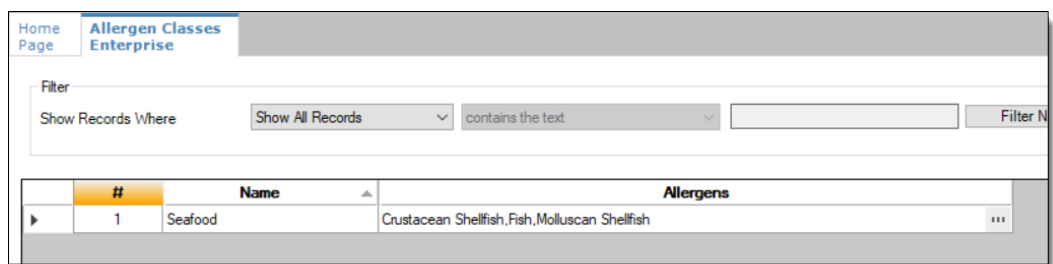 Home Page
Allergen Classes Enterprise
Filter
Show Records Where Show All Records contains the text Filter N
# Name Allergens
1 Seafood Crustacean Shellfish,Fish,Molluscan Shellfish ...